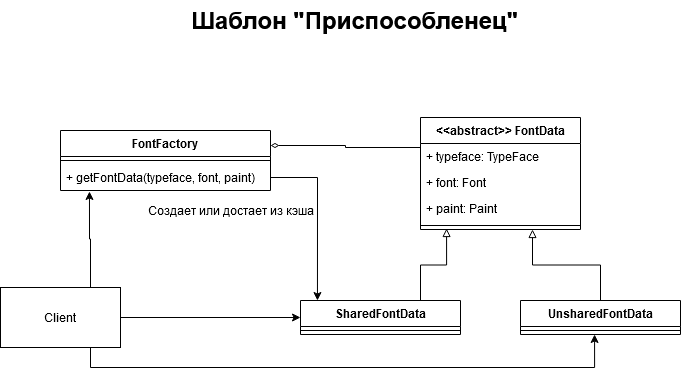 Шаблон "Приспособленец"
FontFactory
+ getFontData(typeface, font, paint)
<<abstract>> FontData
+ typeface: TypeFace
+ font: Font
+ paint: Paint
Создает или достает из кэша
Client
SharedFontData
UnsharedFontData